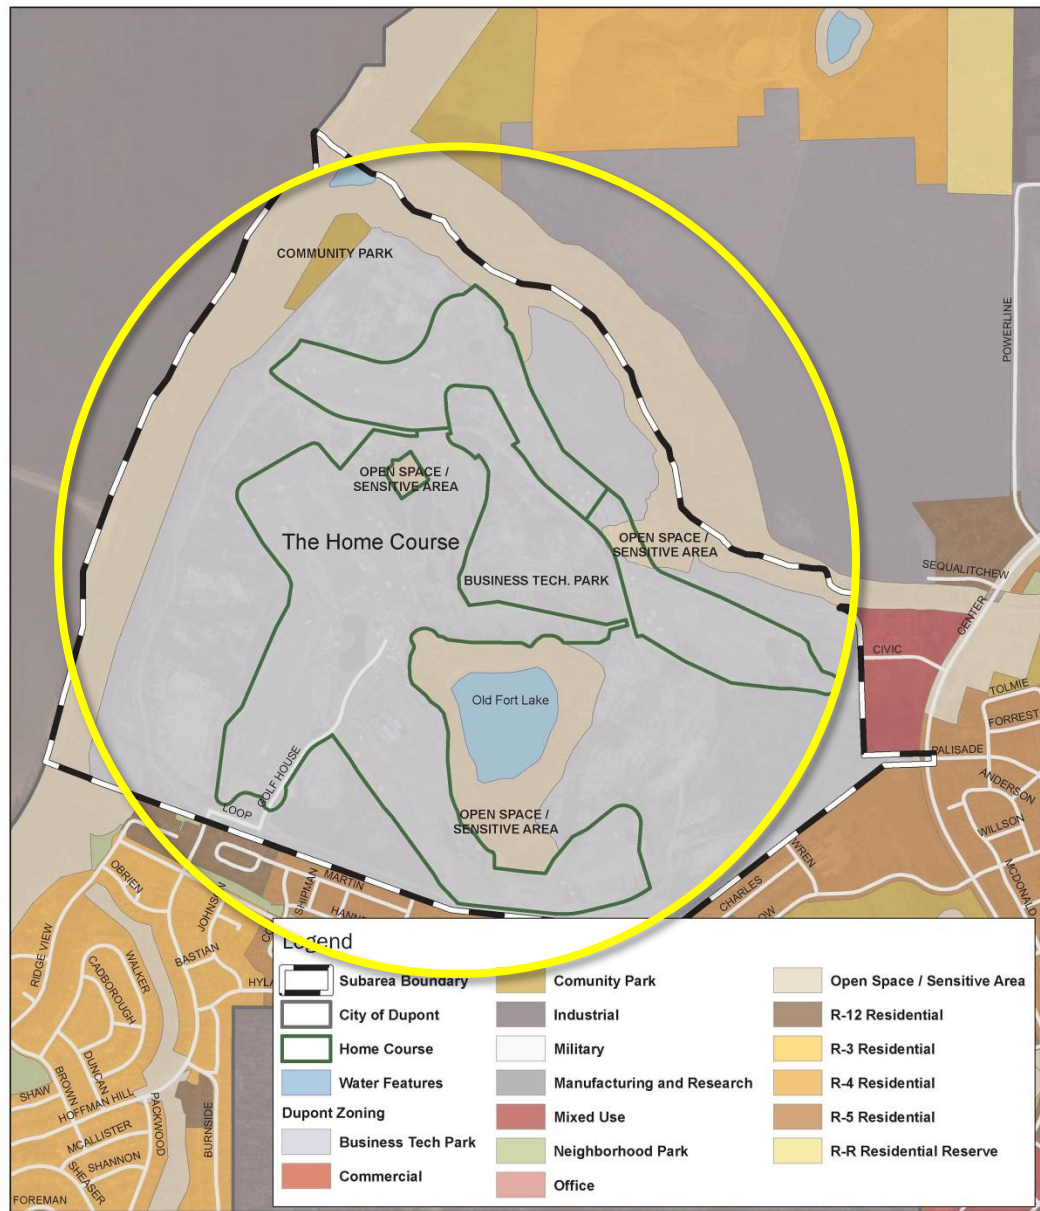 COMMUNITY PARK
POWERLINE
OPEN SPACE /
SENSITIVE AREA
The Home Course
OPEN SPACE /
SENSITIVE AREA
BUSINESS TECH. PARK
SEQUALITCHEW
CENTER
CIVIC
TOLMIE
FORREST
Old Fort Lake
PALISADE
GOLF HOUSE
ANDERSON
LOOP
OPEN SPACE /
SENSITIVE AREA
WILLSON
OBRIEN
MARTIN
WREN
CHARLES
MCDONALD
SHIPMAN
JOHNSN
HANN
OW
RIDGE VIEW
WALKER
BASTIAN
CADBOROUGH
HYLA
DUNCAN
SHAW
BROWN
HOFFMAN HILL
PACKWOOD
BURNSIDE
MCALLISTER
SHANNON
SHEASER
FOREMAN
Legend
Subarea Boundary
City of Dupont
Home Course
Water Features
Dupont Zoning
Business Tech Park
Commercial
Comunity Park
Industrial
Military
Manufacturing and Research
Mixed Use
Neighborhood Park
Office
Open Space / Sensitive Area
R-12 Residential
R-3 Residential
R-4 Residential
R-5 Residential
R-R Residential Reserve